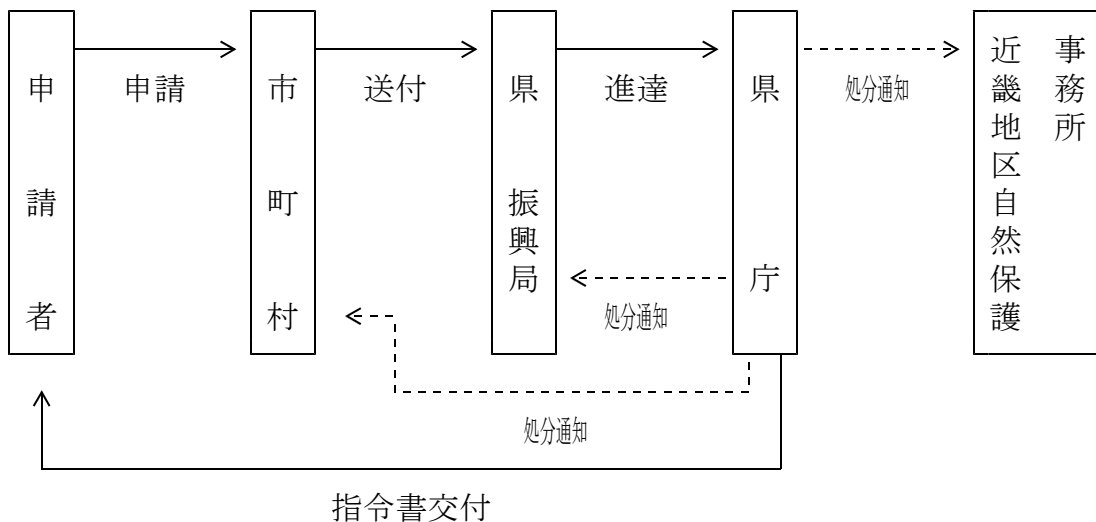 申請者
申請
市町村
送付
県振興局
進達
県庁
処分通知
近畿地区自然保護
事務所
処分通知
処分通知
指令書交付